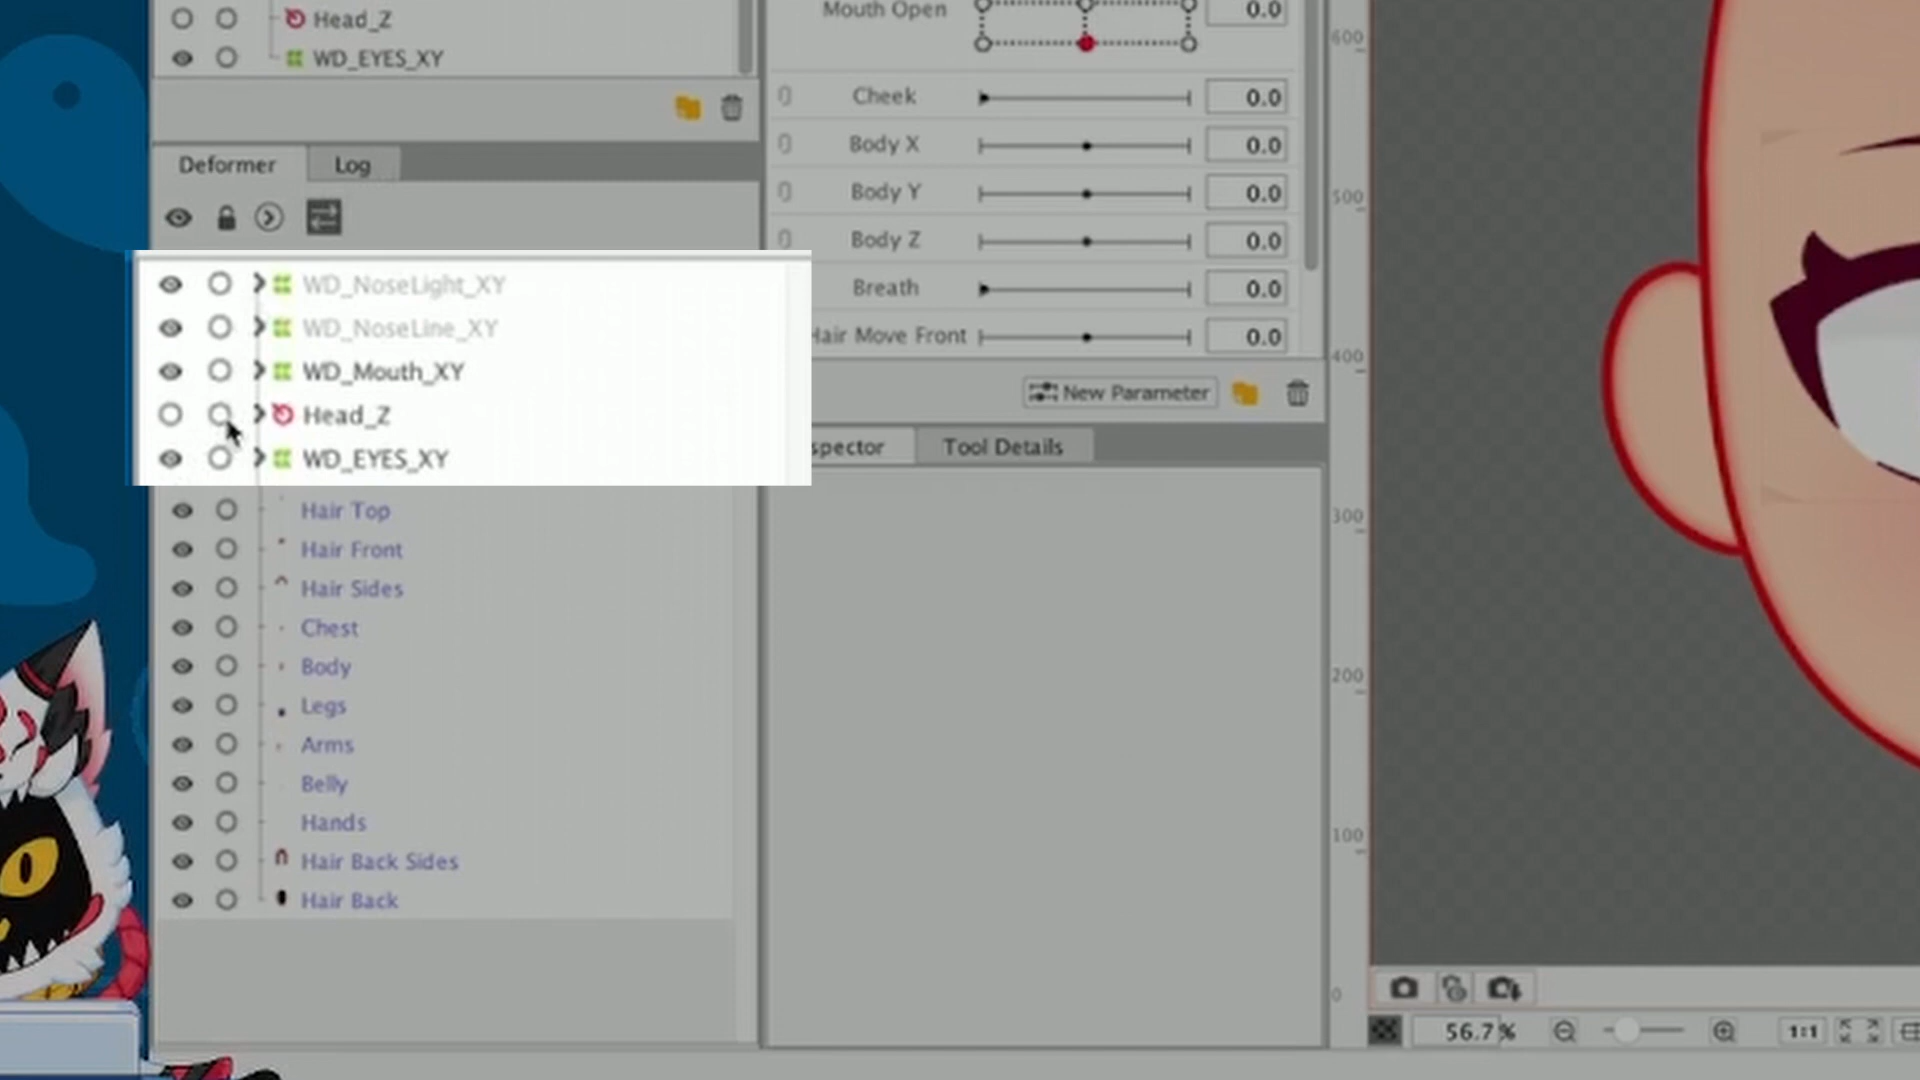 Head_Z
WD_EYES_XY
Mouth Open 0.0
Cheek 0.0
Body X 0.0
Body Y 0.0
Body Z 0.0
Breath 0.0
Hair Move Front 0.0
New Parameter
spector Tool Details
Deformer Log
WD_NoseLight_XY
WD_NoseLine_XY
WD_Mouth_XY
Head_Z
WD_EYES_XY
Hair Top
Hair Front
Hair Sides
Chest
Body
Legs
Arms
Belly
Hands
Hair Back Sides
Hair Back
600
500
400
300
200
100
0
56.7 %
1:1